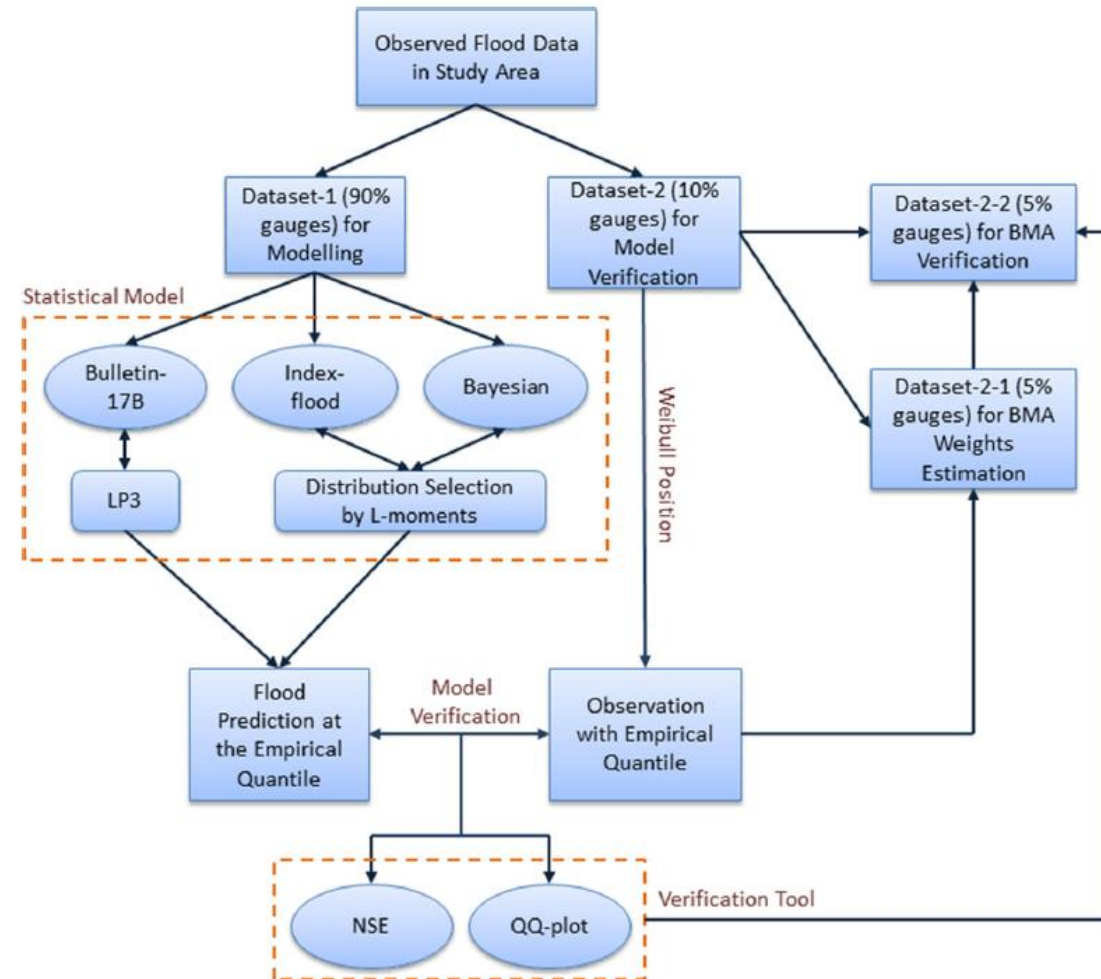 Observed Flood Data
in Study Area
Dataset-1 (90%
gauges) for
Modelling
Dataset-2 (10%
gauges) for
Model
Verification
Dataset-2-2 (5%
gauges) for BMA
Verification
Statistical Model
Bulletin-
17B
Index-
flood
Bayesian
Weibull Position
Dataset-2-1 (5%
gauges) for BMA
Weights
Estimation
LP3
Distribution Selection
by L-moments
Flood
Prediction at
the Empirical
Quantile
Model
Verification
Observation
with Empirical
Quantile
NSE
QQ-plot
Verification Tool